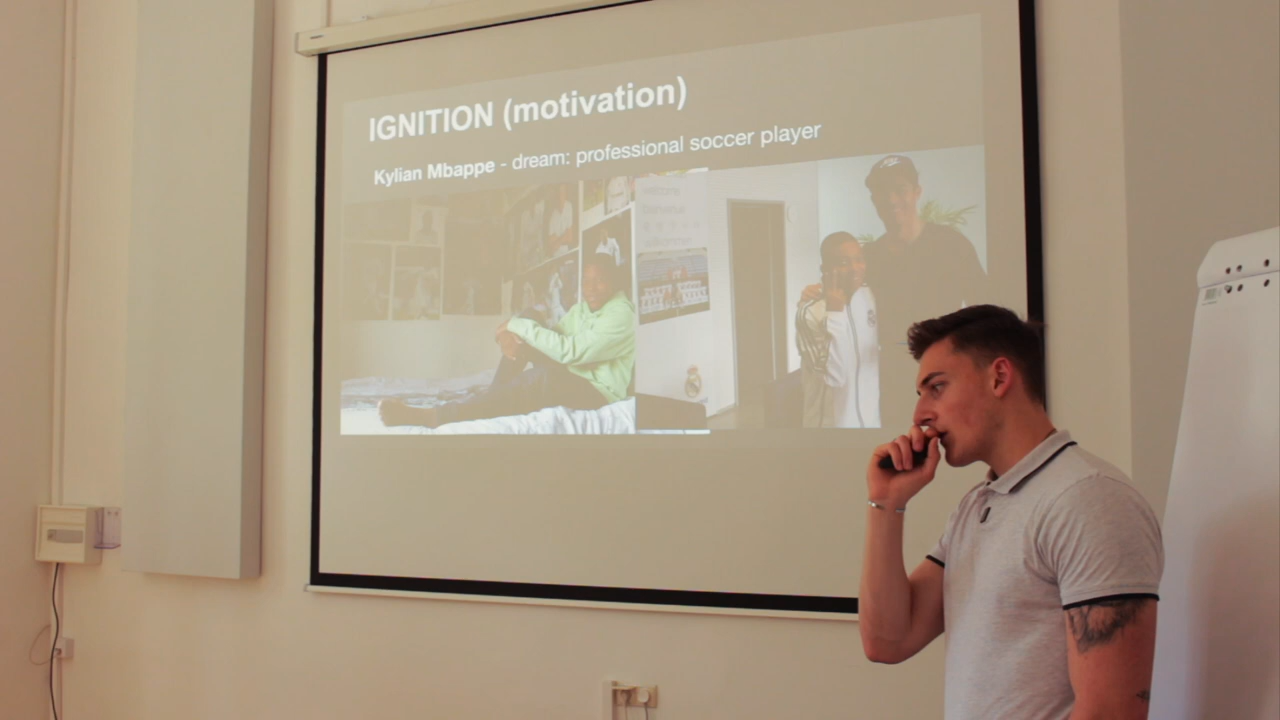 IGNITION (motivation)
Kylian Mbappe - dream: professional soccer player